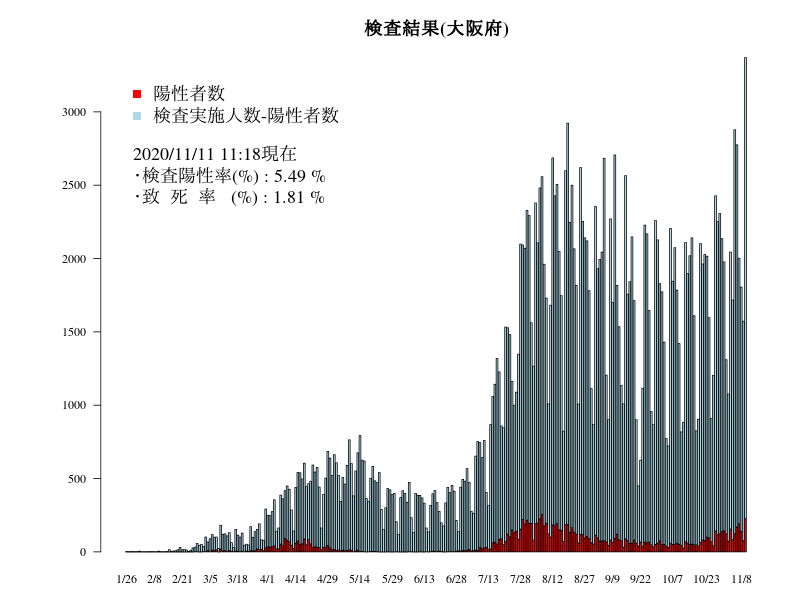 検査結果(大阪府)
陽性者数
検査実施人数-陽性者数
2020/11/11 11:18現在
・検査陽性率(%) : 5.49 %
・致 死 率 (%) : 1.81 %
3000
2500
2000
1500
1000
500
0
1/26 2/8 2/21 3/5 3/18 4/1 4/14 4/29 5/14 5/29 6/13 6/28 7/13 7/28 8/12 8/27 9/9 9/22 10/7 10/23 11/8